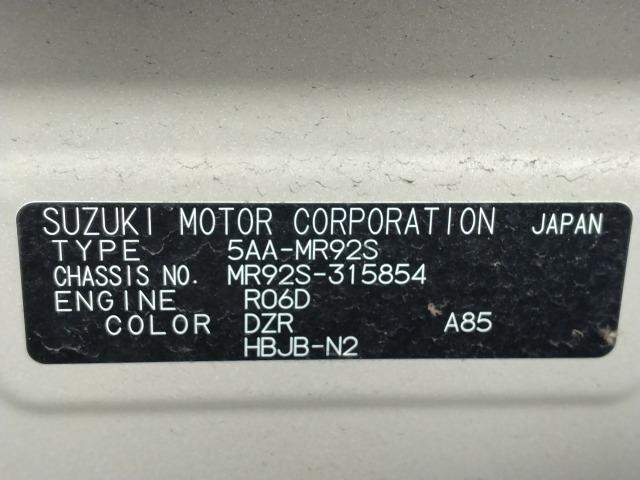 SUZUKI MOTOR CORPORATION JAPAN
TYPE 5AA-MR92S
CHASSIS NO. MR92S-315854
ENGINE R06D
COLOR DZR A85
HBJB-N2